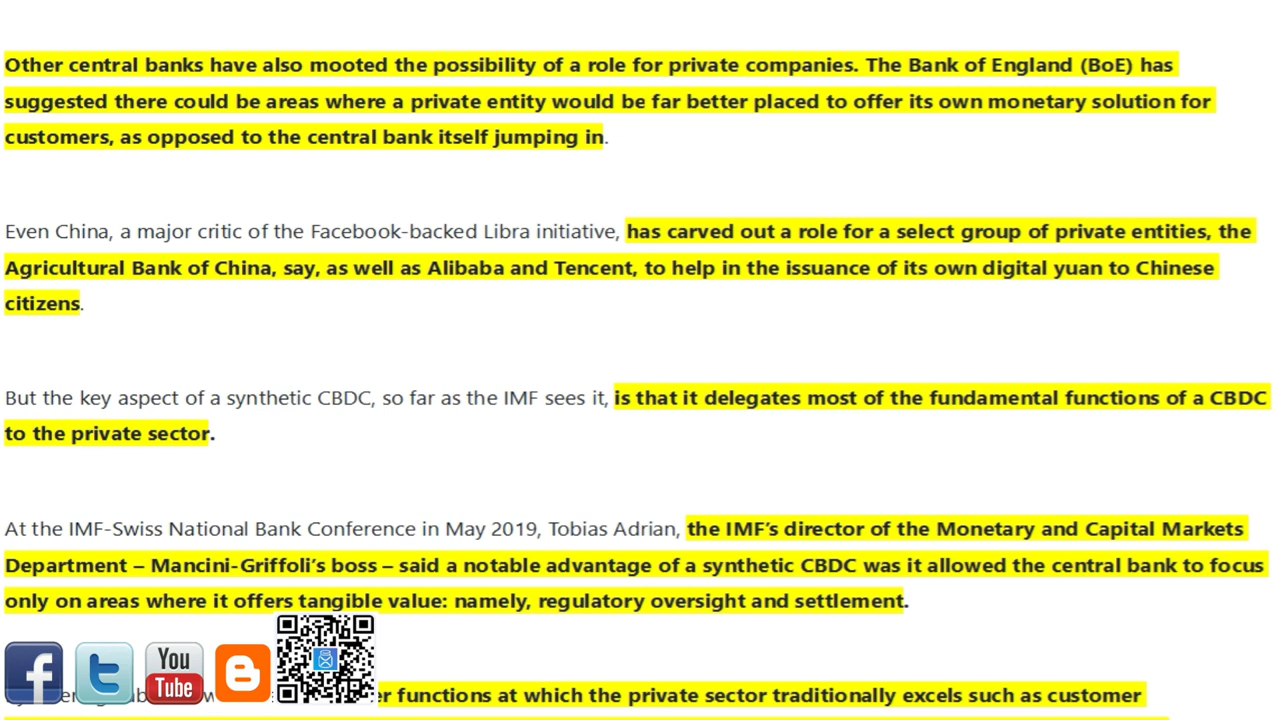 Other central banks have also mooted the possibility of a role for private companies. The Bank of England (BoE) has
suggested there could be areas where a private entity would be far better placed to offer its own monetary solution for
customers, as opposed to the central bank itself jumping in.
Even China, a major critic of the Facebook-backed Libra initiative, has carved out a role for a select group of private entities, the
Agricultural Bank of China, say, as well as Alibaba and Tencent, to help in the issuance of its own digital yuan to Chinese
citizens.
But the key aspect of a synthetic CBDC, so far as the IMF sees it, is that it delegates most of the fundamental functions of a CBDC
to the private sector.
At the IMF-Swiss National Bank Conference in May 2019, Tobias Adrian, the IMF's director of the Monetary and Capital Markets
Department – Mancini-Griffoli's boss – said a notable advantage of a synthetic CBDC was it allowed the central bank to focus
only on areas where it offers tangible value: namely, regulatory oversight and settlement.
f t You Tube B
functions at which the private sector traditionally excels such as customer